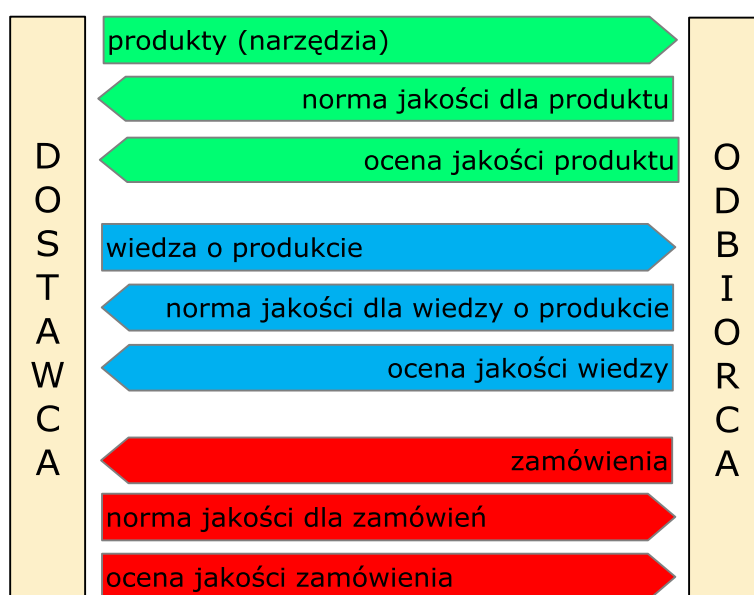 DOSTAWCA
produkty (narzędzia)
norma jakości dla produktu
ocena jakości produktu
wiedza o produkcie
norma jakości dla wiedzy o produkcie
ocena jakości wiedzy
zamówienia
norma jakości dla zamówień
ocena jakości zamówienia
ODBIORCA